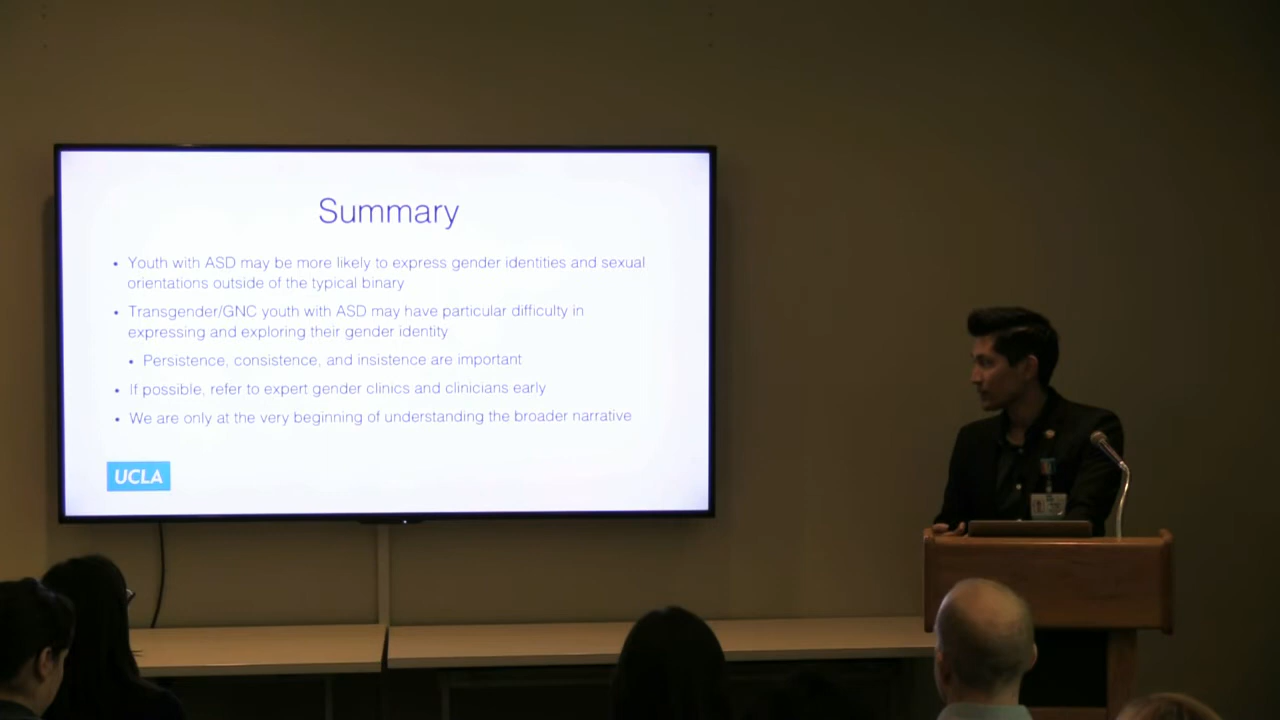 Summary
• Youth with ASD may be more likely to express gender identities and sexual
orientations outside of the typical binary
• Transgender/GNC youth with ASD may have particular difficulty in
expressing and exploring their gender identity
• Persistence, consistence, and insistence are important
• If possible, refer to expert gender clinics and clinicians early
• We are only at the very beginning of understanding the broader narrative
UCLA